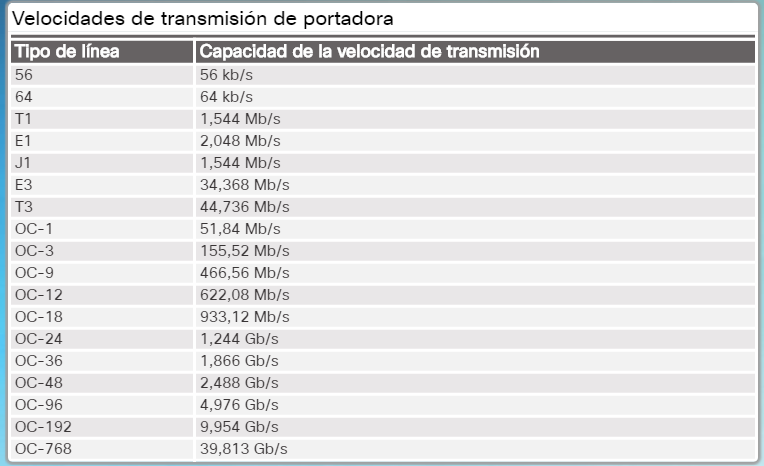 Velocidades de transmisión de portadora
Tipo de línea Capacidad de la velocidad de transmisión
56 56 kb/s
64 64 kb/s
T1 1,544 Mb/s
E1 2,048 Mb/s
J1 1,544 Mb/s
E3 34,368 Mb/s
T3 44,736 Mb/s
OC-1 51,84 Mb/s
OC-3 155,52 Mb/s
OC-9 466,56 Mb/s
OC-12 622,08 Mb/s
OC-18 933,12 Mb/s
OC-24 1,244 Gb/s
OC-36 1,866 Gb/s
OC-48 2,488 Gb/s
OC-96 4,976 Gb/s
OC-192 9,954 Gb/s
OC-768 39,813 Gb/s